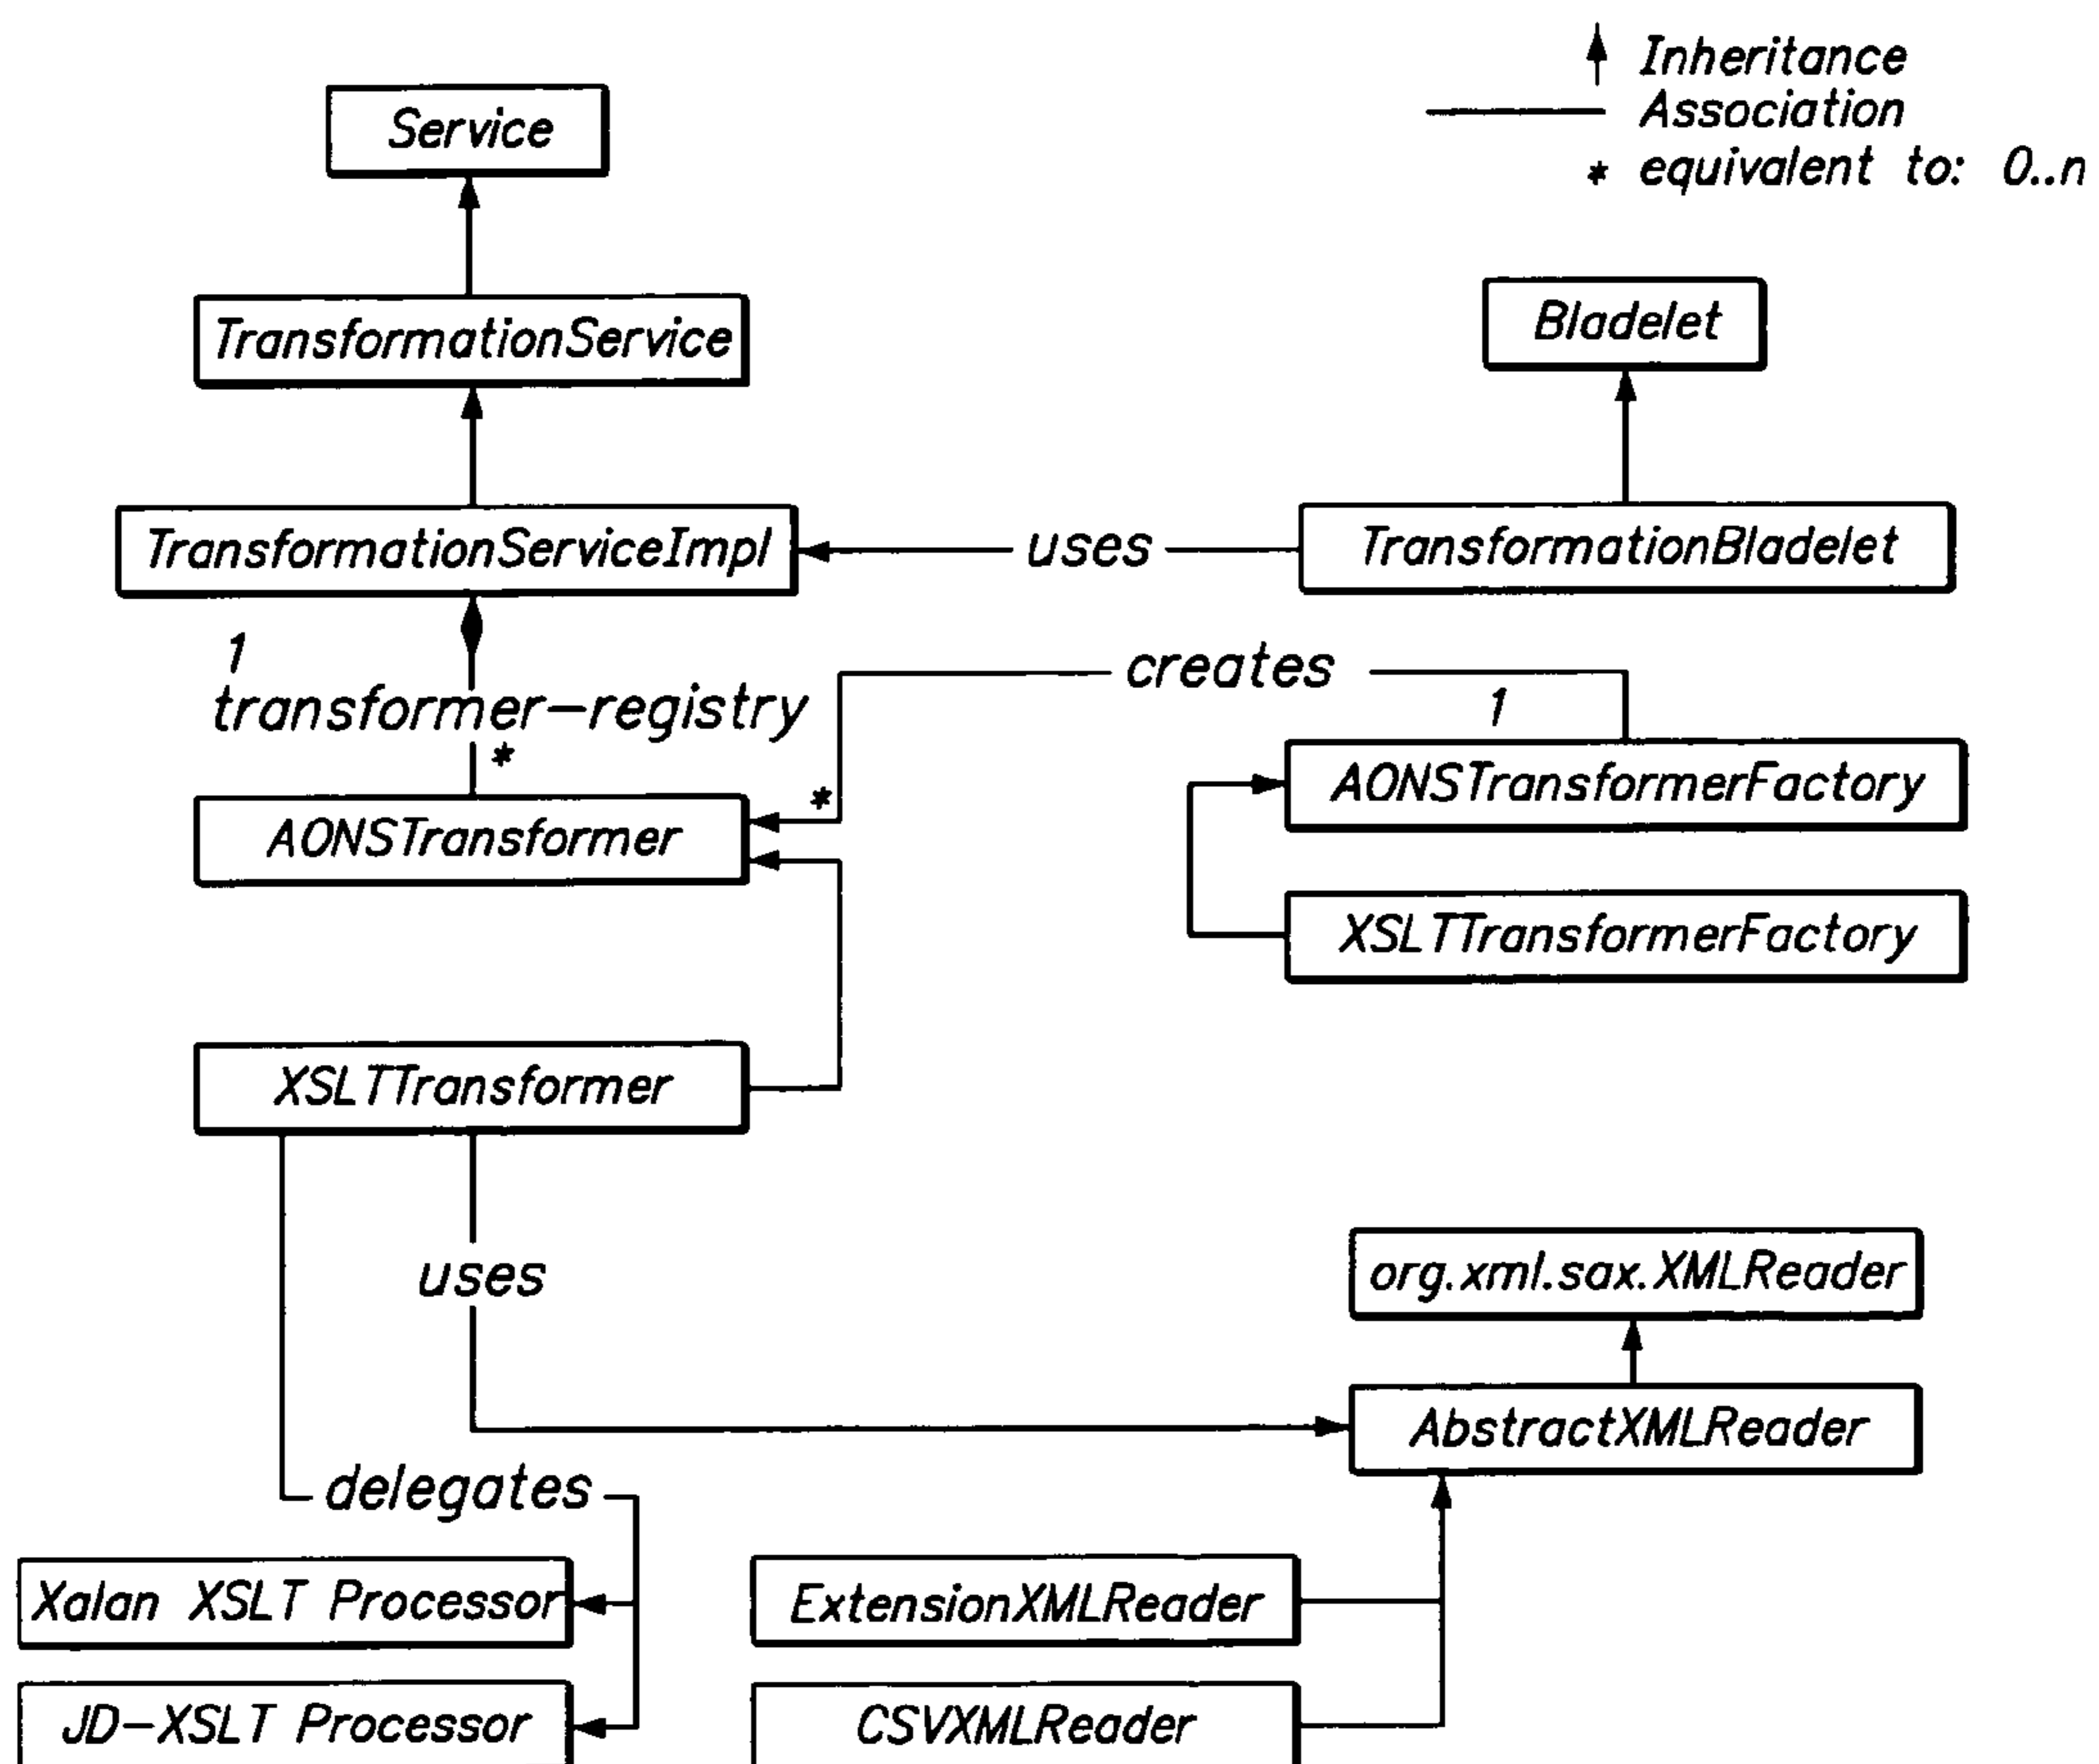 Inheritance
Association
* equivalent to: 0..n
Service
TransformationService
Bladelet
TransformationServiceImpl
uses
TransformationBladelet
1
transformer-registry
*
creates
1
*
AONSTransformer
AONSTransformerFactory
XSLTTransformerFactory
XSLTTransformer
uses
org.xml.sax.XMLReader
AbstractXMLReader
delegates
Xalan XSLT Processor
ExtensionXMLReader
JD-XSLT Processor
CSVXMLReader